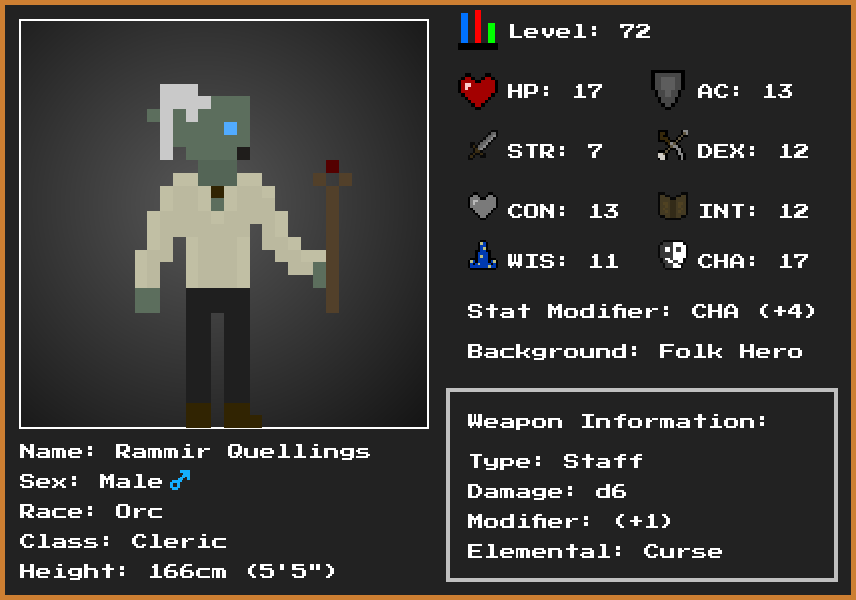 Level: 72
HP: 17
AC: 13
STR: 7
DEX: 12
CON: 13
INT: 12
WIS: 11
CHA: 17
Stat Modifier: CHA (+4)
Background: Folk Hero
Weapon Information:
Type: Staff
Damage: d6
Modifier: (+1)
Elemental: Curse
Name: Rammir Quellings
Sex: Male♂
Race: Orc
Class: Cleric
Height: 166cm (5'5")